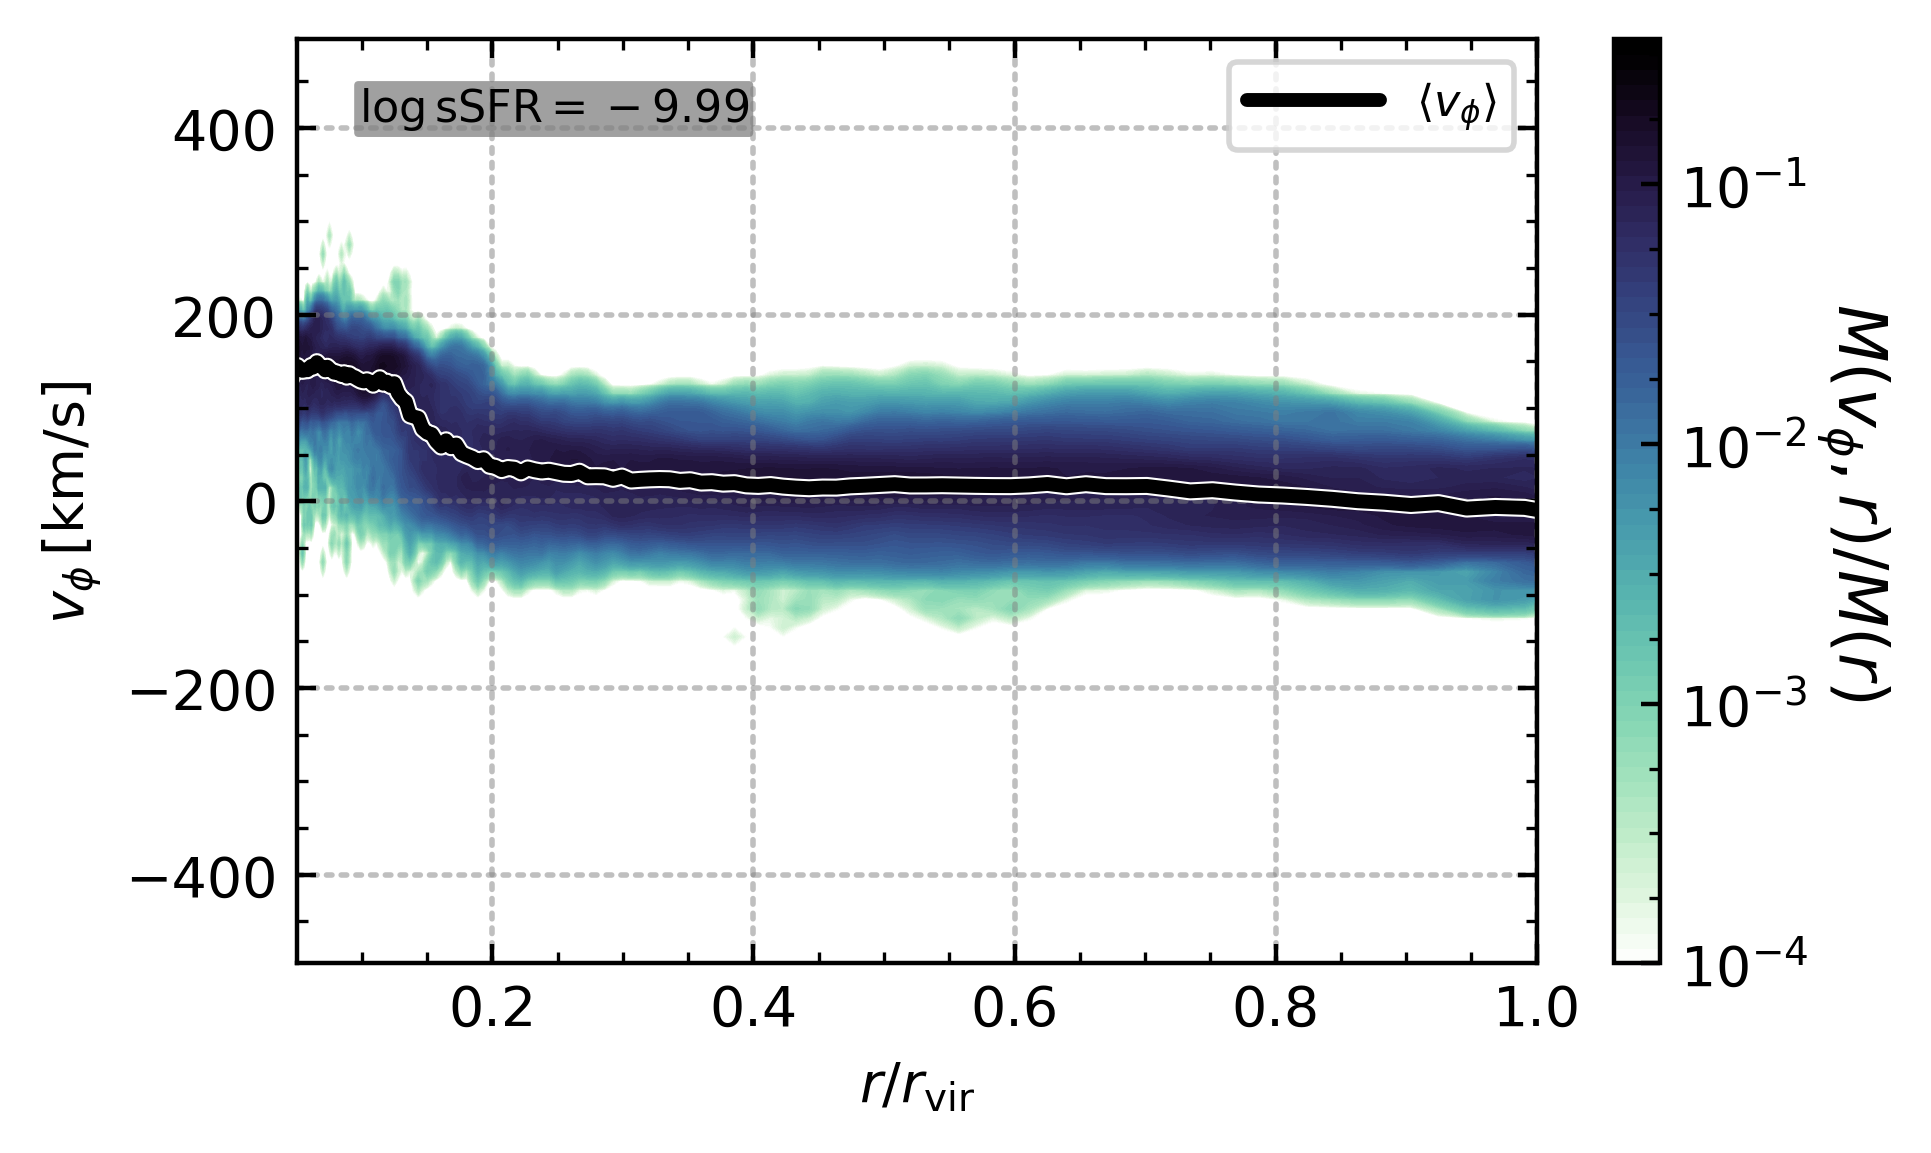 log sSFR = −9.99
⟨v_ϕ⟩
400
200
0
−200
−400
v_ϕ [km/s]
0.2
0.4
0.6
0.8
1.0
r/r_vir
10⁻¹
10⁻²
10⁻³
10⁻⁴
M(v_ϕ, r)/M(r)